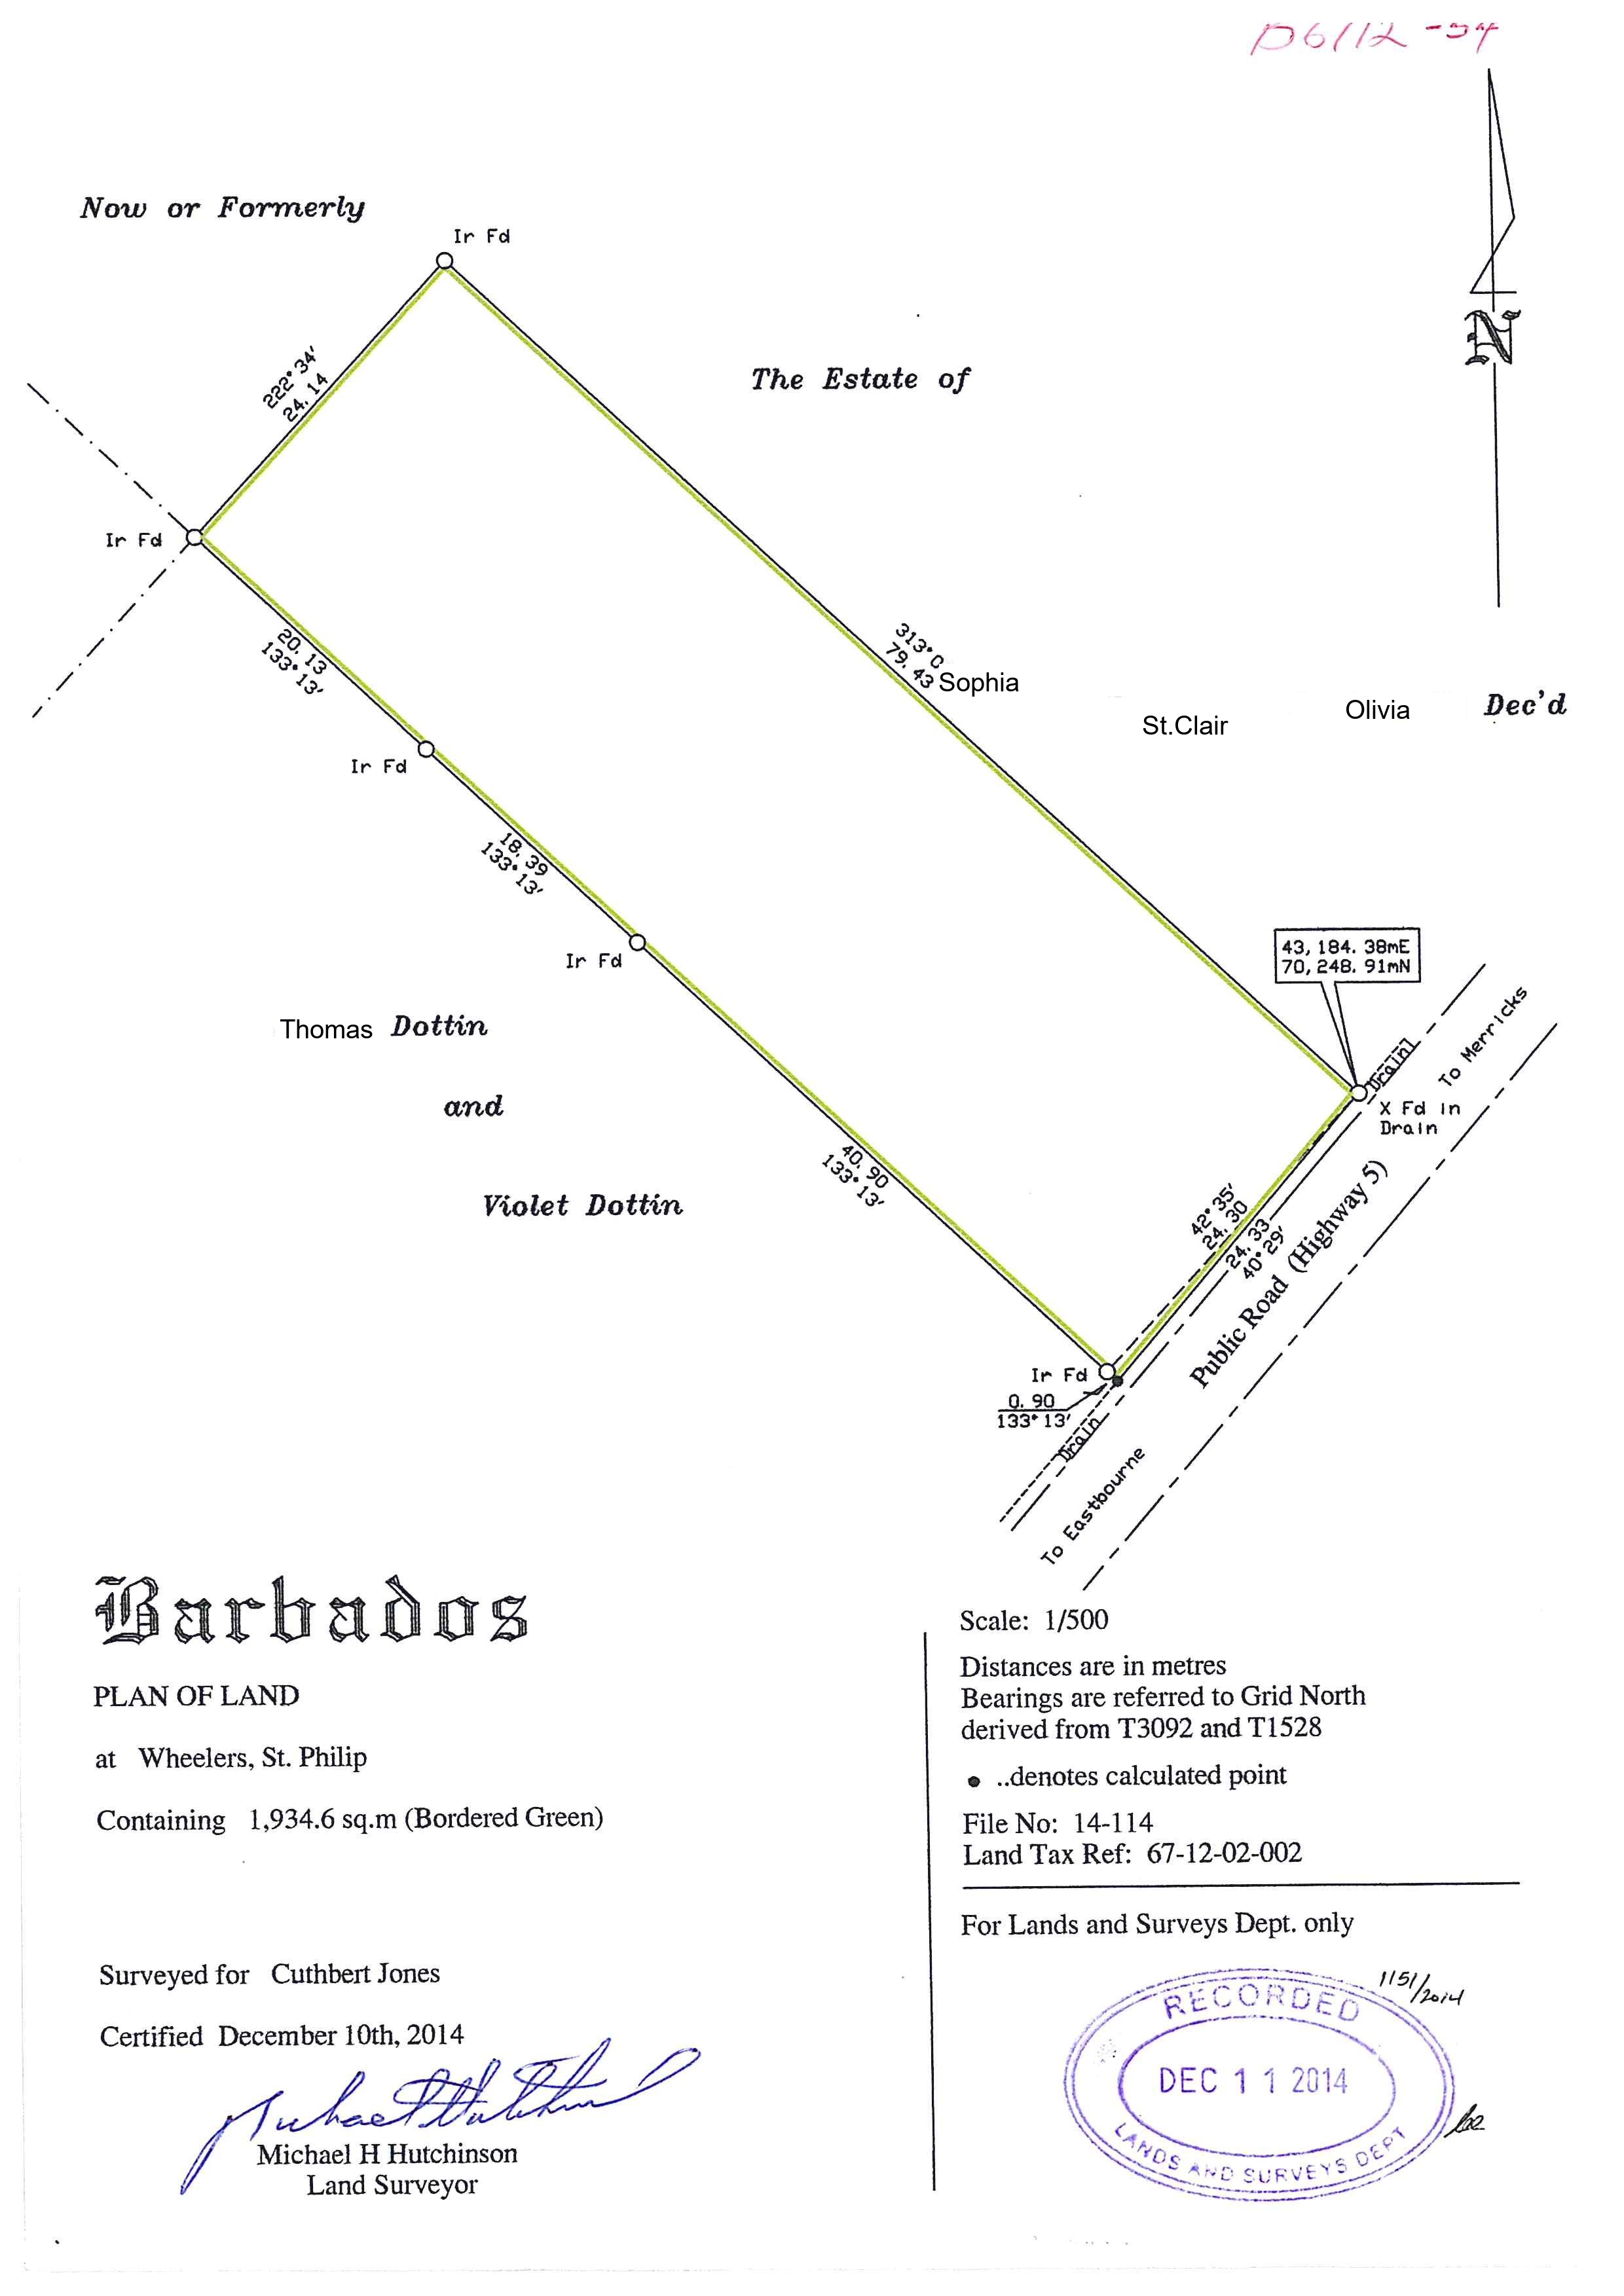 Now or Formerly
Ir Fd
222°34'
24.14
The Estate of
N
Ir Fd
20.13
133°13'
313°
79.43
Sophia
St.Clair
Olivia
Dec'd
Ir Fd
18.39
133°13'
Ir Fd
43,184.38mE
70,248.91mN
Thomas Dottin
and
Violet Dottin
Drain
To Merricks
X Fd in
Drain
40.90
133°13'
42°35'
24.30
24.33
40°29'
Public Road (Highway 5)
Ir Fd
0.90
133°13'
Drain
To Eastbourne
Barbados
PLAN OF LAND
at Wheelers, St. Philip
Containing 1,934.6 sq.m (Bordered Green)
Surveyed for Cuthbert Jones
Certified December 10th, 2014
Michael H Hutchinson
Land Surveyor
Scale: 1/500
Distances are in metres
Bearings are referred to Grid North
derived from T3092 and T1528
● ..denotes calculated point
File No: 14-114
Land Tax Ref: 67-12-02-002
For Lands and Surveys Dept. only
1151/2014
RECORDED
DEC 11 2014
LANDS AND SURVEYS DEPT